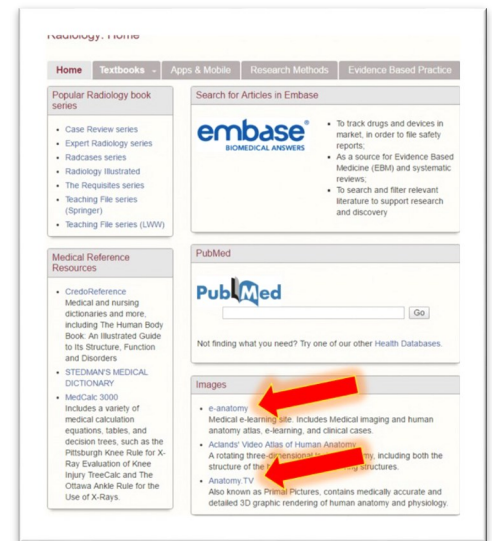 Radiology: Home
Home
Textbooks
Apps & Mobile
Research Methods
Evidence Based Practice
Popular Radiology book
series
• Case Review series
• Expert Radiology series
• Radcases series
• Radiology Illustrated
• The Requisites series
• Teaching File series
(Springer)
• Teaching File series (LWW)
Medical Reference
Resources
• CredoReference
Medical and nursing
dictionaries and more,
including The Human Body
Book: An Illustrated Guide
to Its Structure, Function
and Disorders
• STEDMAN'S MEDICAL
DICTIONARY
• MedCalc 3000
Includes a variety of
medical calculation
equations, tables, and
decision trees, such as the
Pittsburgh Knee Rule for X-
Ray Evaluation of Knee
Injury TreeCalc and The
Ottawa Ankle Rule for the
Use of X-Rays.
Search for Articles in Embase
embase®
BIOMEDICAL ANSWERS
• To track drugs and devices in
market, in order to file safety
reports;
• As a source for Evidence Based
Medicine (EBM) and systematic
reviews;
• To search and filter relevant
literature to support research
and discovery
PubMed
PubMed
Go
Not finding what you need? Try one of our other Health Databases.
Images
• e-anatomy
Medical e-learning site. Includes Medical imaging and human
anatomy atlas, e-learning, and clinical cases.
• Aclands' Video Atlas of Human Anatomy
A rotating three-dimensional including both the
structure of the structures.
• Anatomy.TV
Also known as Primal Pictures, contains medically accurate and
detailed 3D graphic rendering of human anatomy and physiology.